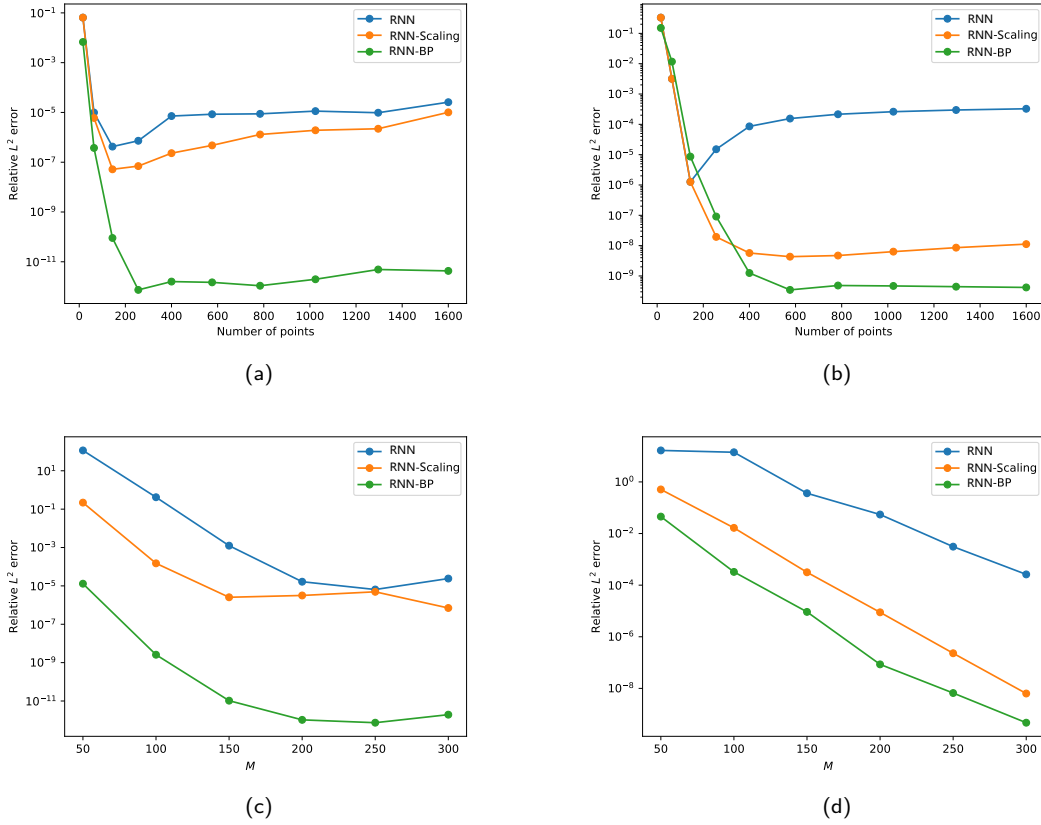 RNN
RNN-Scaling
RNN-BP
10⁻¹
10⁻³
10⁻⁵
10⁻⁷
10⁻⁹
10⁻¹¹
Relative L² error
0 200 400 600 800 1000 1200 1400 1600
Number of points
(a)
RNN
RNN-Scaling
RNN-BP
10⁻¹
10⁻²
10⁻³
10⁻⁴
10⁻⁵
10⁻⁶
10⁻⁷
10⁻⁸
10⁻⁹
Relative L² error
0 200 400 600 800 1000 1200 1400 1600
Number of points
(b)
RNN
RNN-Scaling
RNN-BP
10¹
10⁻¹
10⁻³
10⁻⁵
10⁻⁷
10⁻⁹
10⁻¹¹
Relative L² error
50 100 150 200 250 300
M
(c)
RNN
RNN-Scaling
RNN-BP
10⁰
10⁻²
10⁻⁴
10⁻⁶
10⁻⁸
Relative L² error
50 100 150 200 250 300
M
(d)